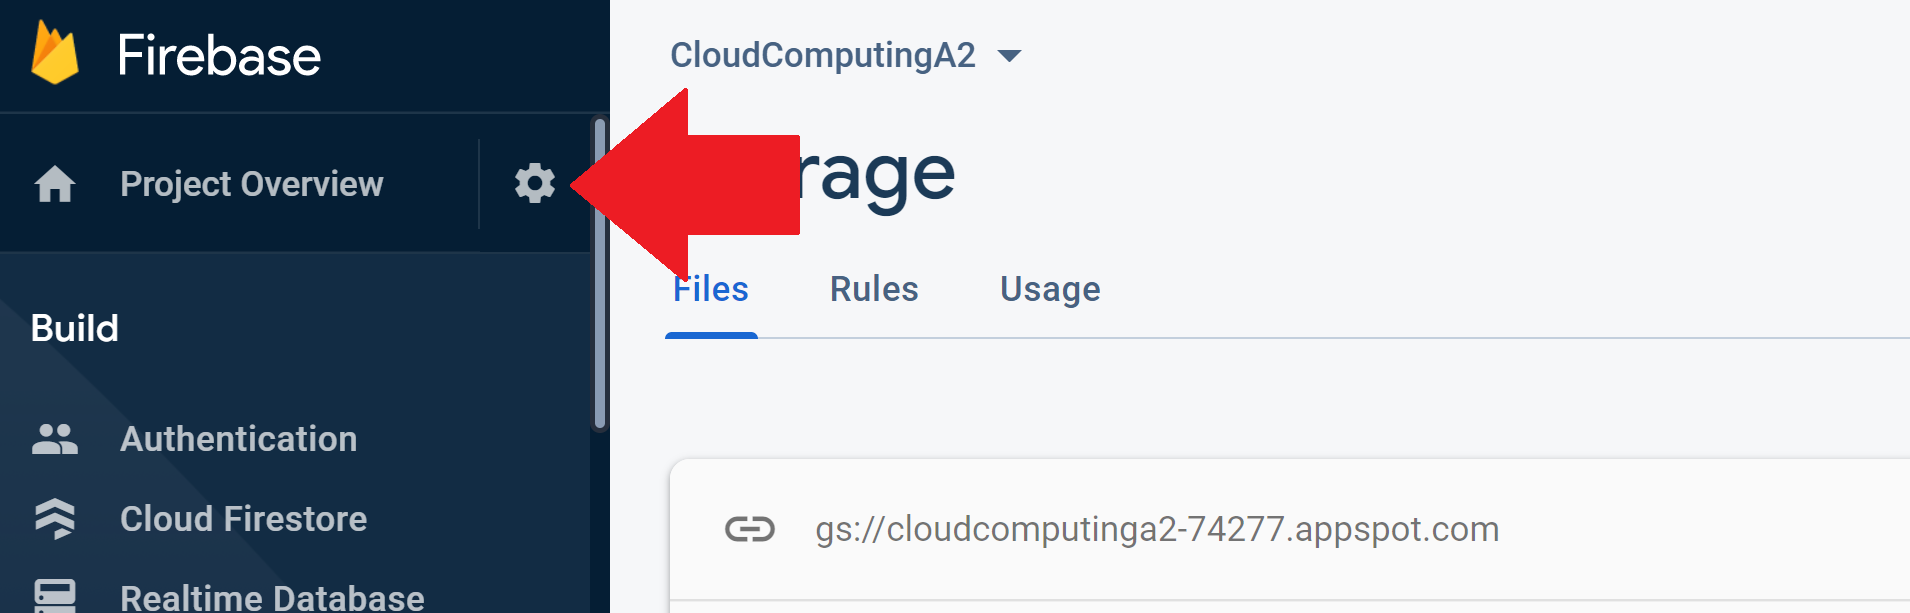 Firebase
Project Overview
Build
Authentication
Cloud Firestore
Realtime Database
CloudComputingA2
rage
Files
Rules
Usage
gs://cloudcomputinga2-74277.appspot.com